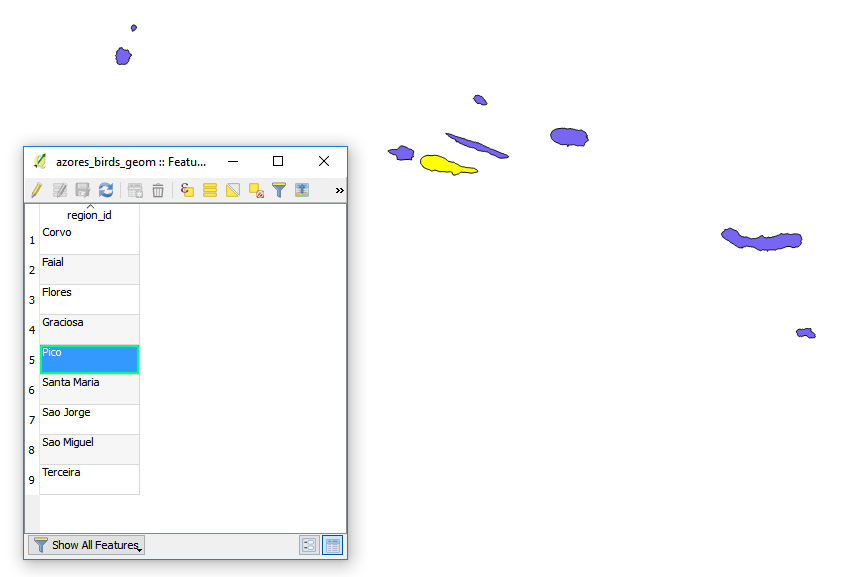 azores_birds_geom :: Featu...
»
region_id
1 Corvo
2 Faial
3 Flores
4 Graciosa
5 Pico
6 Santa Maria
7 Sao Jorge
8 Sao Miguel
9 Terceira
Show All Features